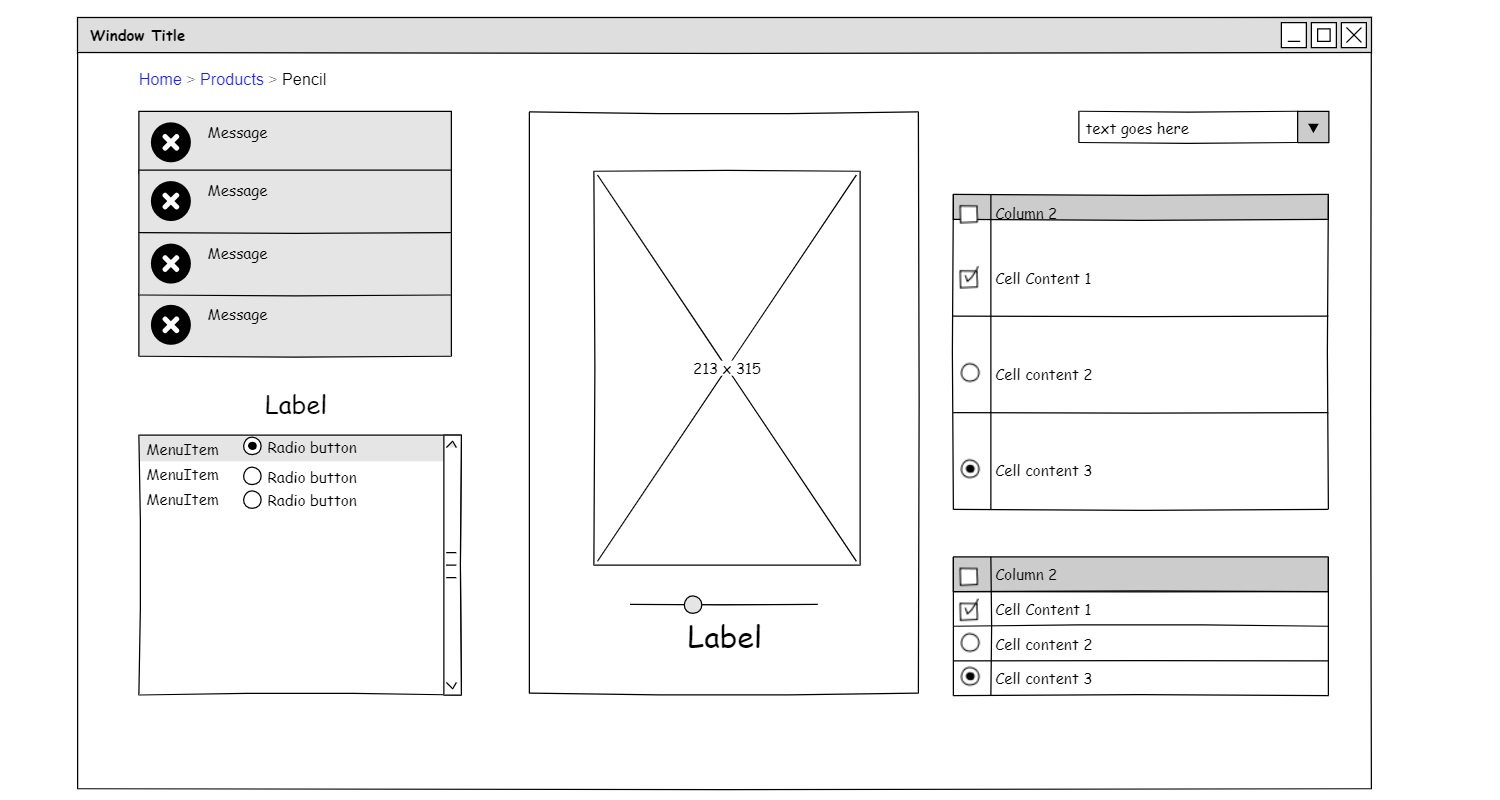 Window Title
Home > Products > Pencil
Message
Message
Message
Message
Label
MenuItem Radio button
MenuItem Radio button
MenuItem Radio button
213 x 315
Label
text goes here
Column 2
Cell Content 1
Cell content 2
Cell content 3
Column 2
Cell Content 1
Cell content 2
Cell content 3